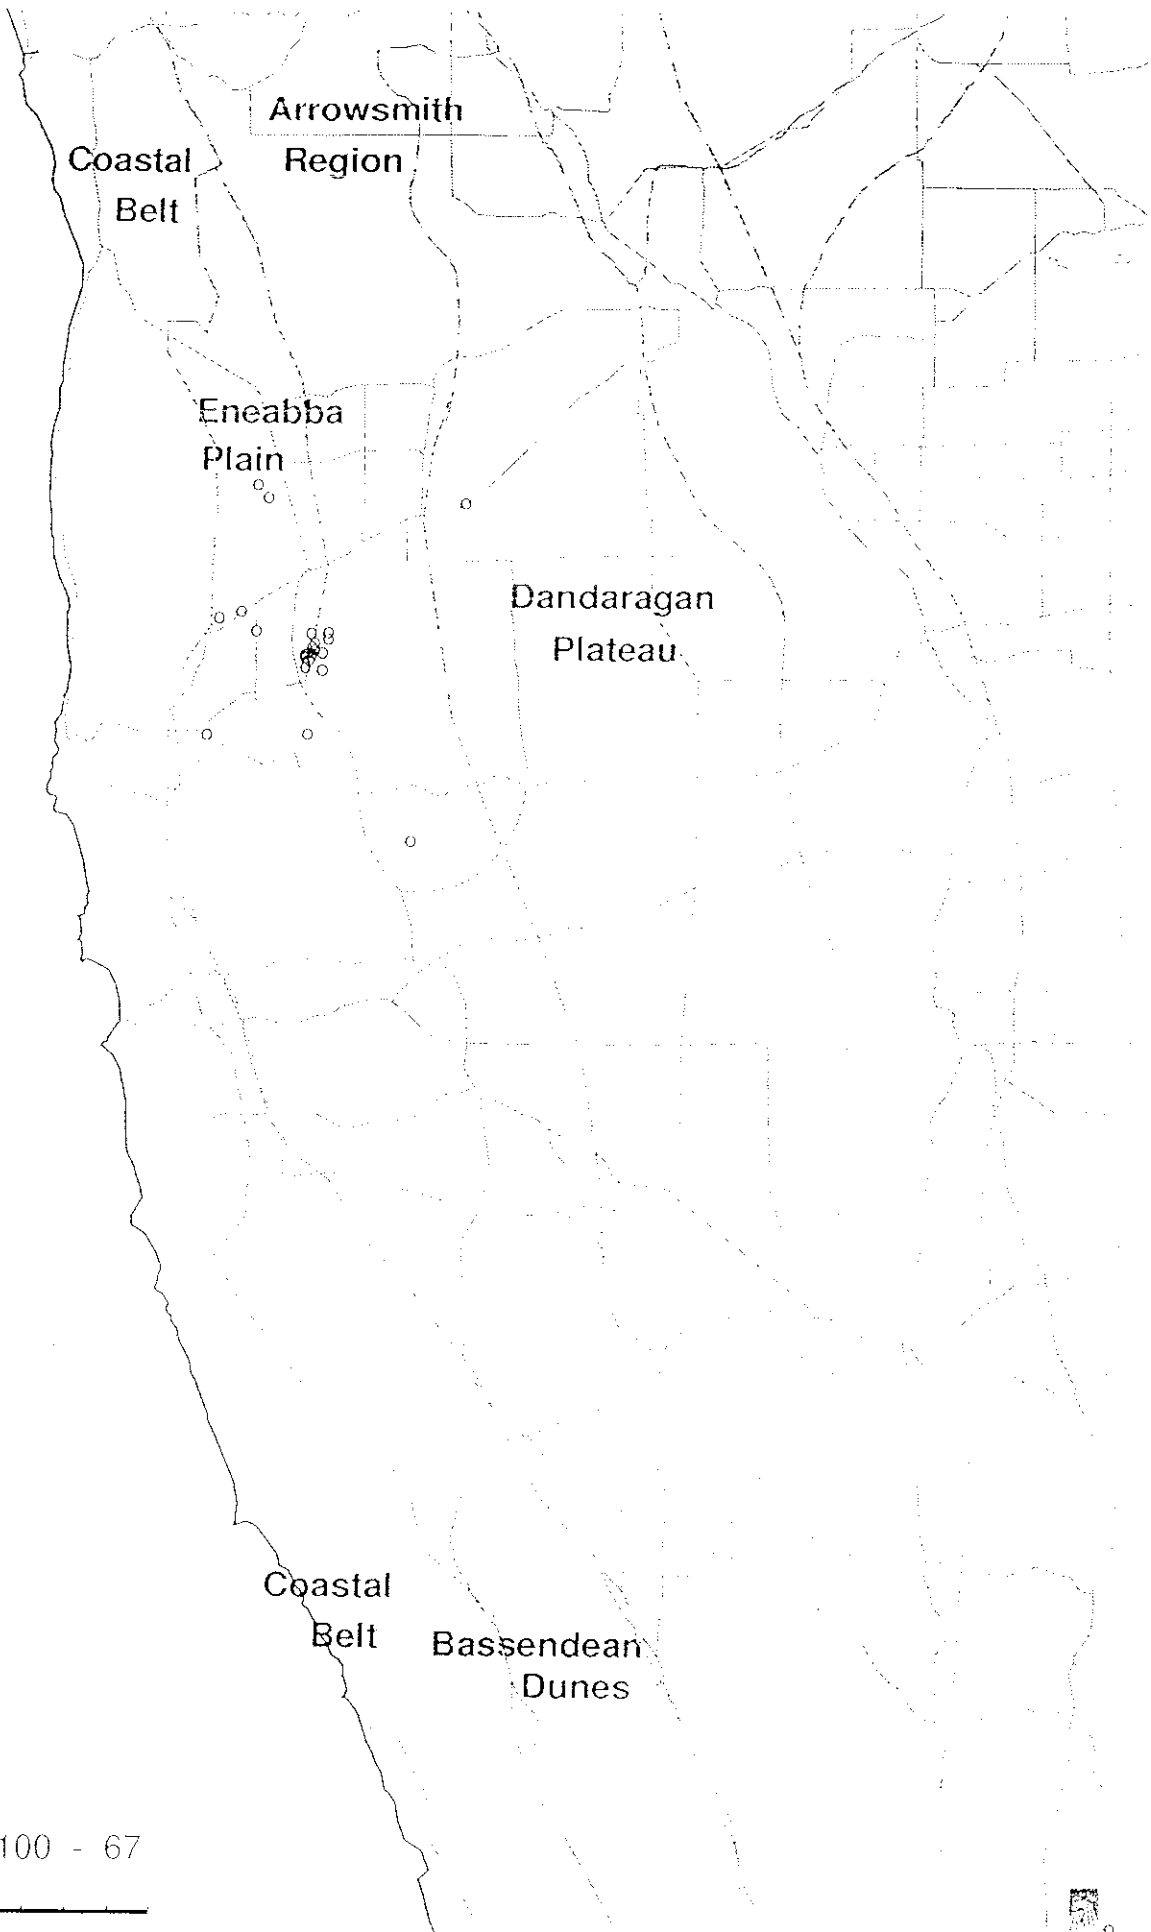 Arrowsmith
Region
Coastal
Belt
Eneabba
Plain
Dandaragan
Plateau
Coastal
Belt
Bassendean
Dunes
100 - 67